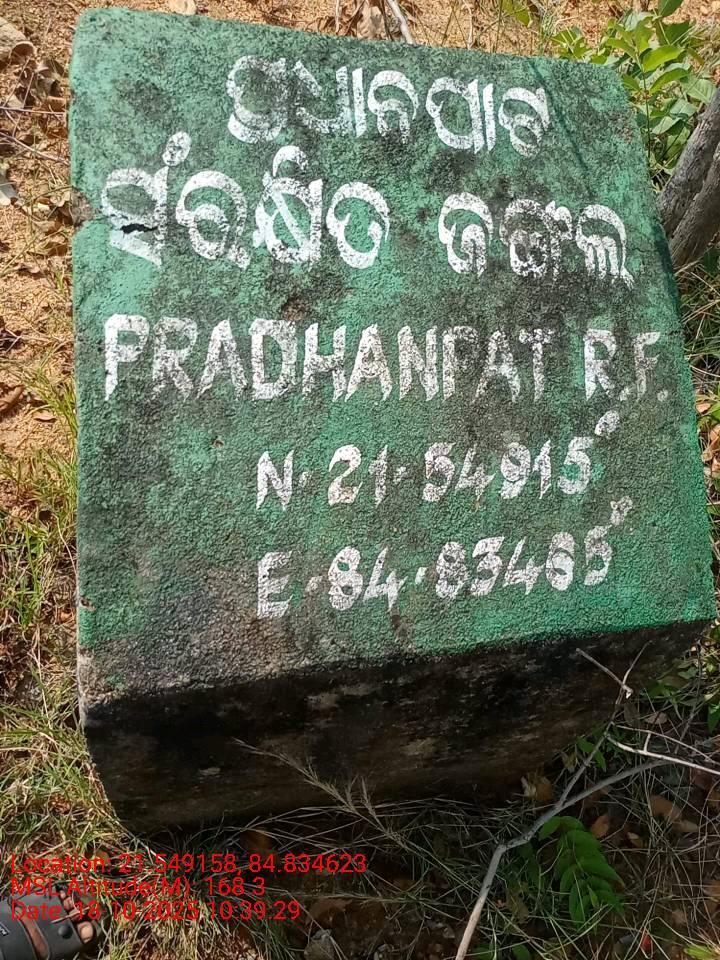 ପ୍ରଧାନପାଟ
ସଂରକ୍ଷିତ ଜଙ୍ଗଲ
PRADHANPAT R.F.
N·21·54915°
E·84·83465°
Location: 21.549158, 84.834623
MSL Altitude(M): 168.3
Date: 18-10-2025 10:39:29